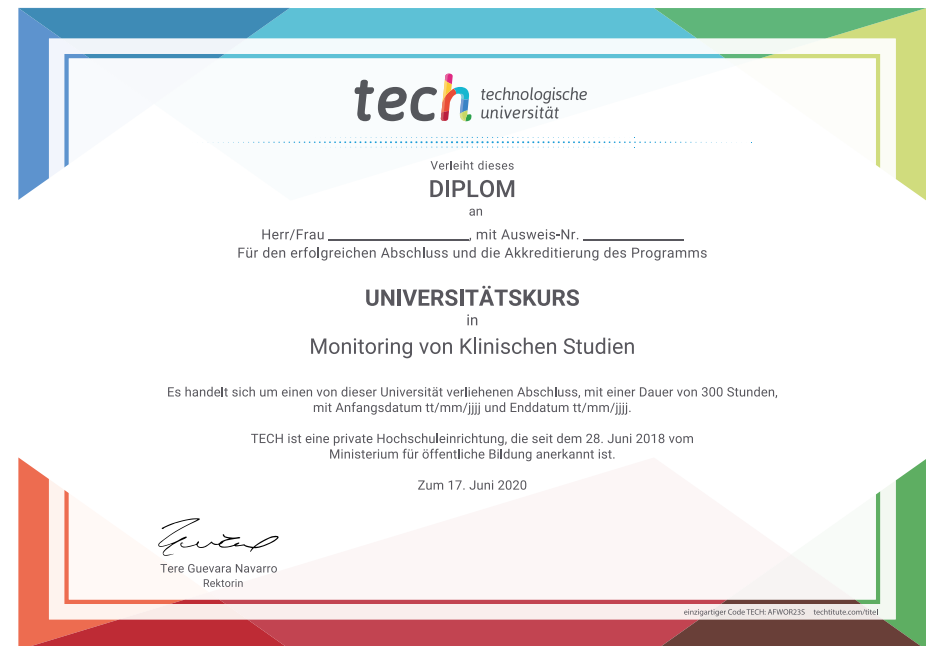 tech technologische
universität
Verleiht dieses
DIPLOM
an
Herr/Frau ____________________, mit Ausweis-Nr. ______________
Für den erfolgreichen Abschluss und die Akkreditierung des Programms
UNIVERSITÄTSKURS
in
Monitoring von Klinischen Studien
Es handelt sich um einen von dieser Universität verliehenen Abschluss, mit einer Dauer von 300 Stunden,
mit Anfangsdatum tt/mm/jjjj und Enddatum tt/mm/jjjj.
TECH ist eine private Hochschuleinrichtung, die seit dem 28. Juni 2018 vom
Ministerium für öffentliche Bildung anerkannt ist.
Zum 17. Juni 2020
Tere Guevara Navarro
Rektorin
einzigartiger Code TECH: AFWOR23S techtitute.com/titel